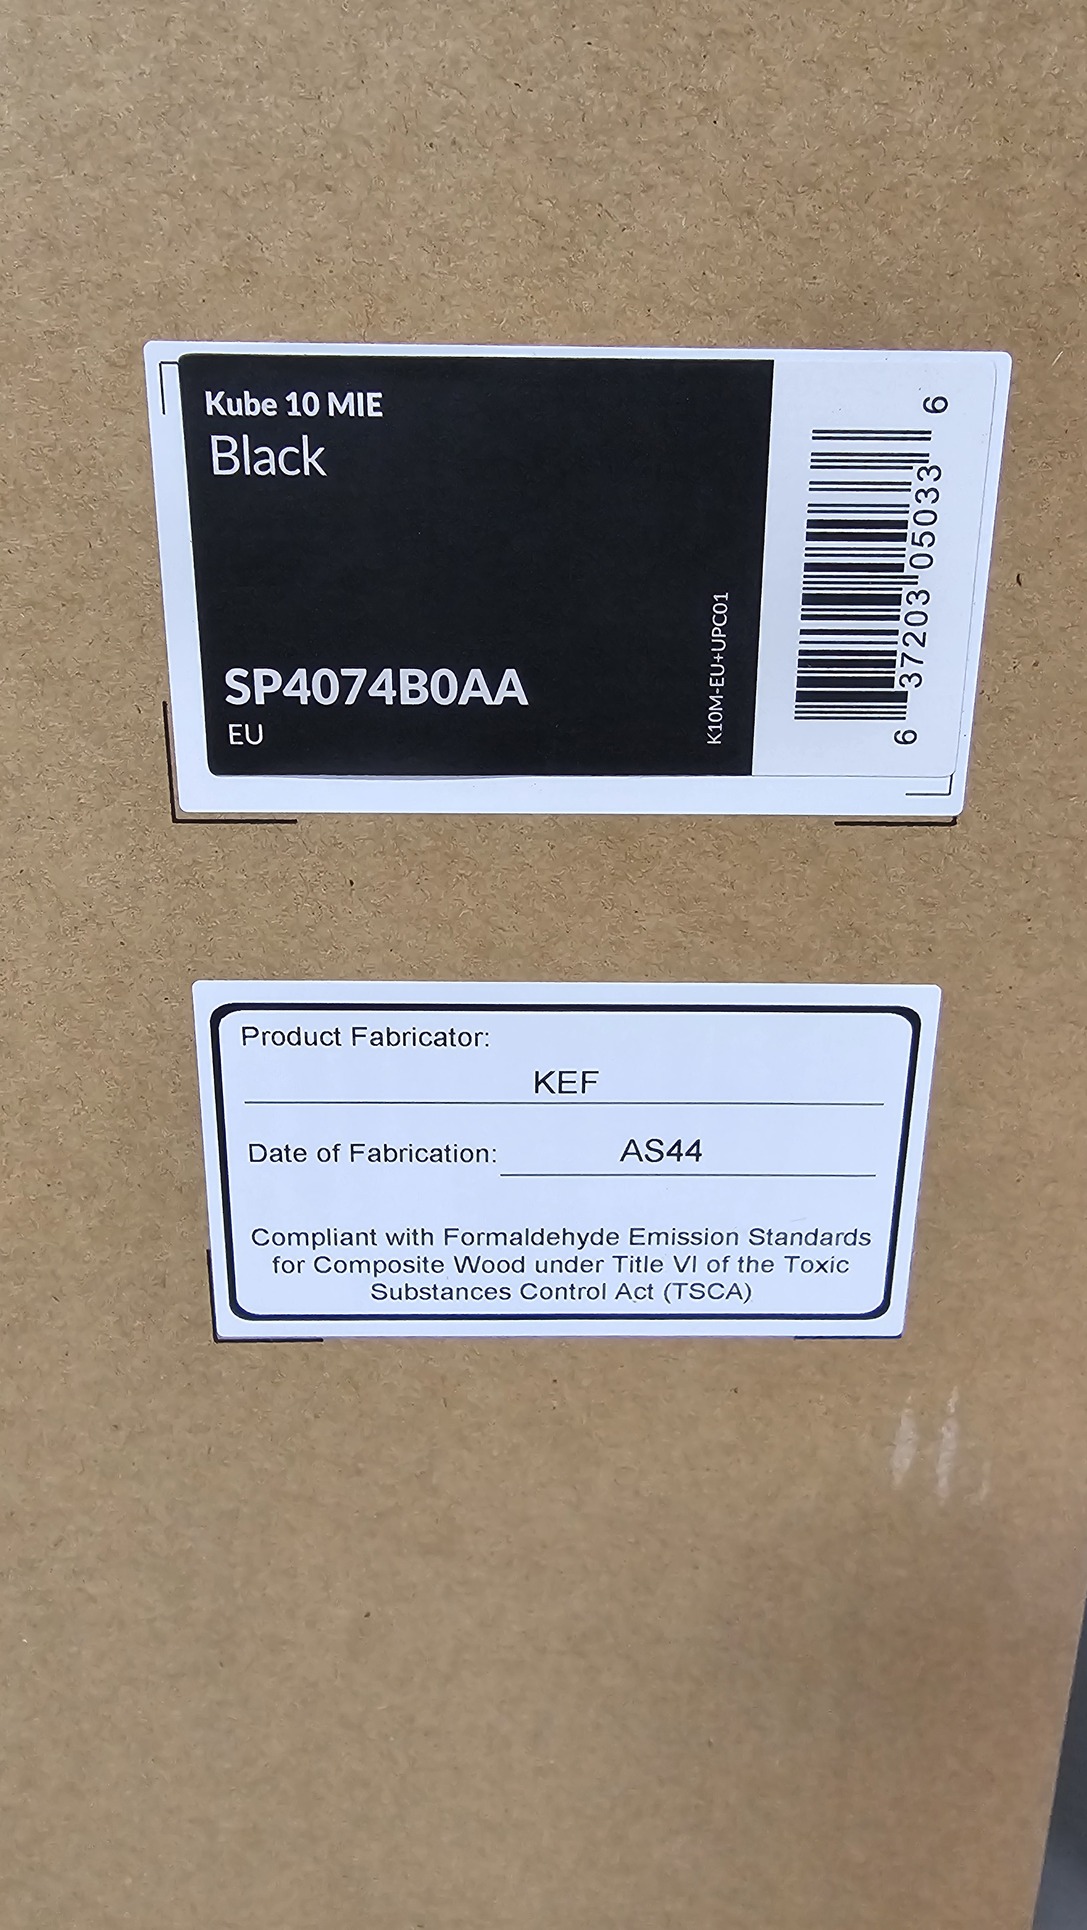 Kube 10 MIE
Black
SP4074B0AA
EU
K10M-EU+UPC01
6 37203 05033 6
Product Fabricator:
KEF
Date of Fabrication: AS44
Compliant with Formaldehyde Emission Standards
for Composite Wood under Title VI of the Toxic
Substances Control Act (TSCA)